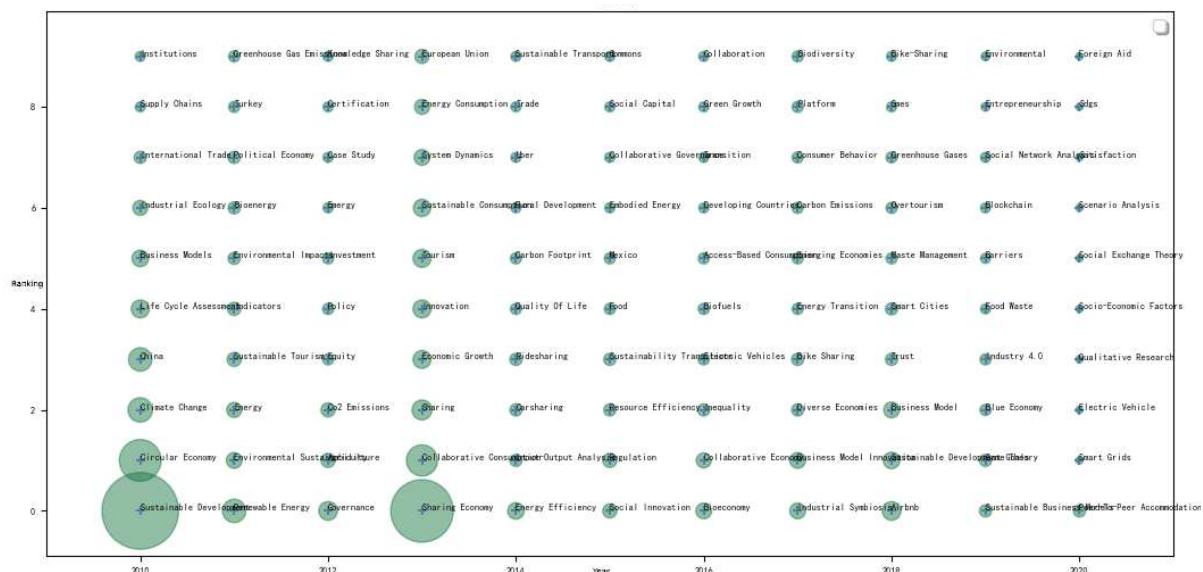 Institutions Greenhouse Gas Emissions Knowledge Sharing European Union Sustainable Transport Commons Collaboration Biodiversity Bike-Sharing Environmental Foreign Aid
8 Supply Chains Turkey Certification Energy Consumption Trade Social Capital Green Growth Platform Smes Entrepreneurship Sdgs
International Trade Political Economy Case Study System Dynamics Uber Collaborative Governance Transition Consumer Behavior Greenhouse Gases Social Network Analysis Satisfaction
6 Industrial Ecology Bioenergy Emergy Sustainable Consumption Rural Development Embodied Energy Developing Countries Carbon Emissions Overtourism Blockchain Scenario Analysis
Business Models Environmental Impacts Investment Tourism Carbon Footprint Mexico Access-Based Consumption Emerging Economies Waste Management Barriers Social Exchange Theory
Ranking
4 Life Cycle Assessment Indicators Policy Innovation Quality Of Life Food Biofuels Energy Transition Smart Cities Food Waste Socio-Economic Factors
China Sustainable Tourism Equity Economic Growth Ridesharing Sustainability Transitions Electric Vehicles Bike Sharing Trust Industry 4.0 Qualitative Research
2 Climate Change Energy Co2 Emissions Sharing Carsharing Resource Efficiency Inequality Diverse Economies Business Model Blue Economy Electric Vehicle
Circular Economy Environmental Sustainability Agriculture Collaborative Consumption Input-Output Analysis Regulation Collaborative Economy Business Model Innovation Sustainable Development Goals Game Theory Smart Grids
0 Sustainable Development Renewable Energy Governance Sharing Economy Energy Efficiency Social Innovation Bioeconomy Industrial Symbiosis Airbnb Sustainable Business Models Peer-To-Peer Accommodation
2010 2012 2014 Year 2016 2018 2020